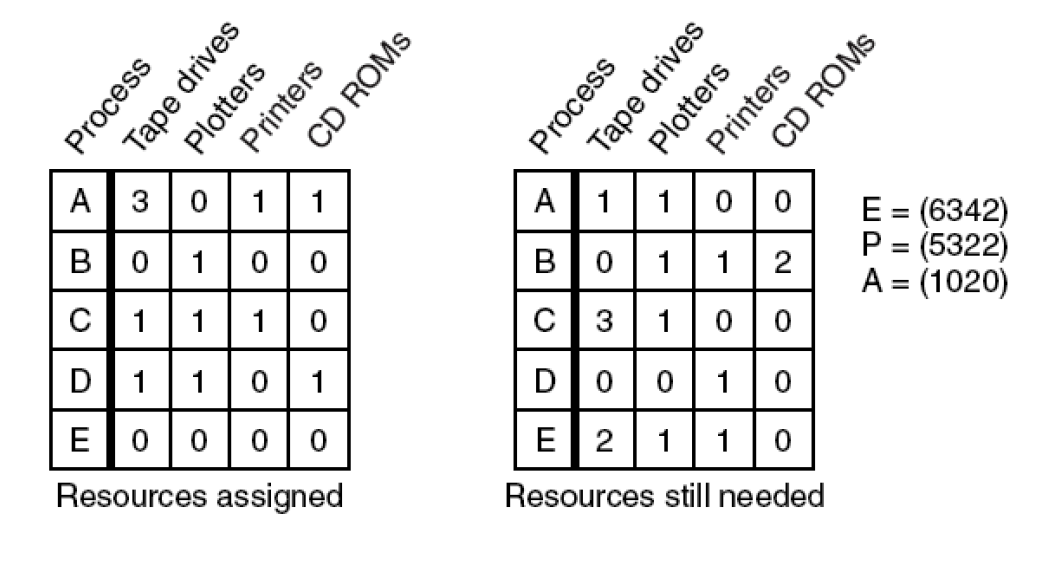 Process Tape drives Plotters Printers CD ROMs
A 3 0 1 1
B 0 1 0 0
C 1 1 1 0
D 1 1 0 1
E 0 0 0 0
Resources assigned
Process Tape drives Plotters Printers CD ROMs
A 1 1 0 0
B 0 1 1 2
C 3 1 0 0
D 0 0 1 0
E 2 1 1 0
Resources still needed
E = (6342)
P = (5322)
A = (1020)